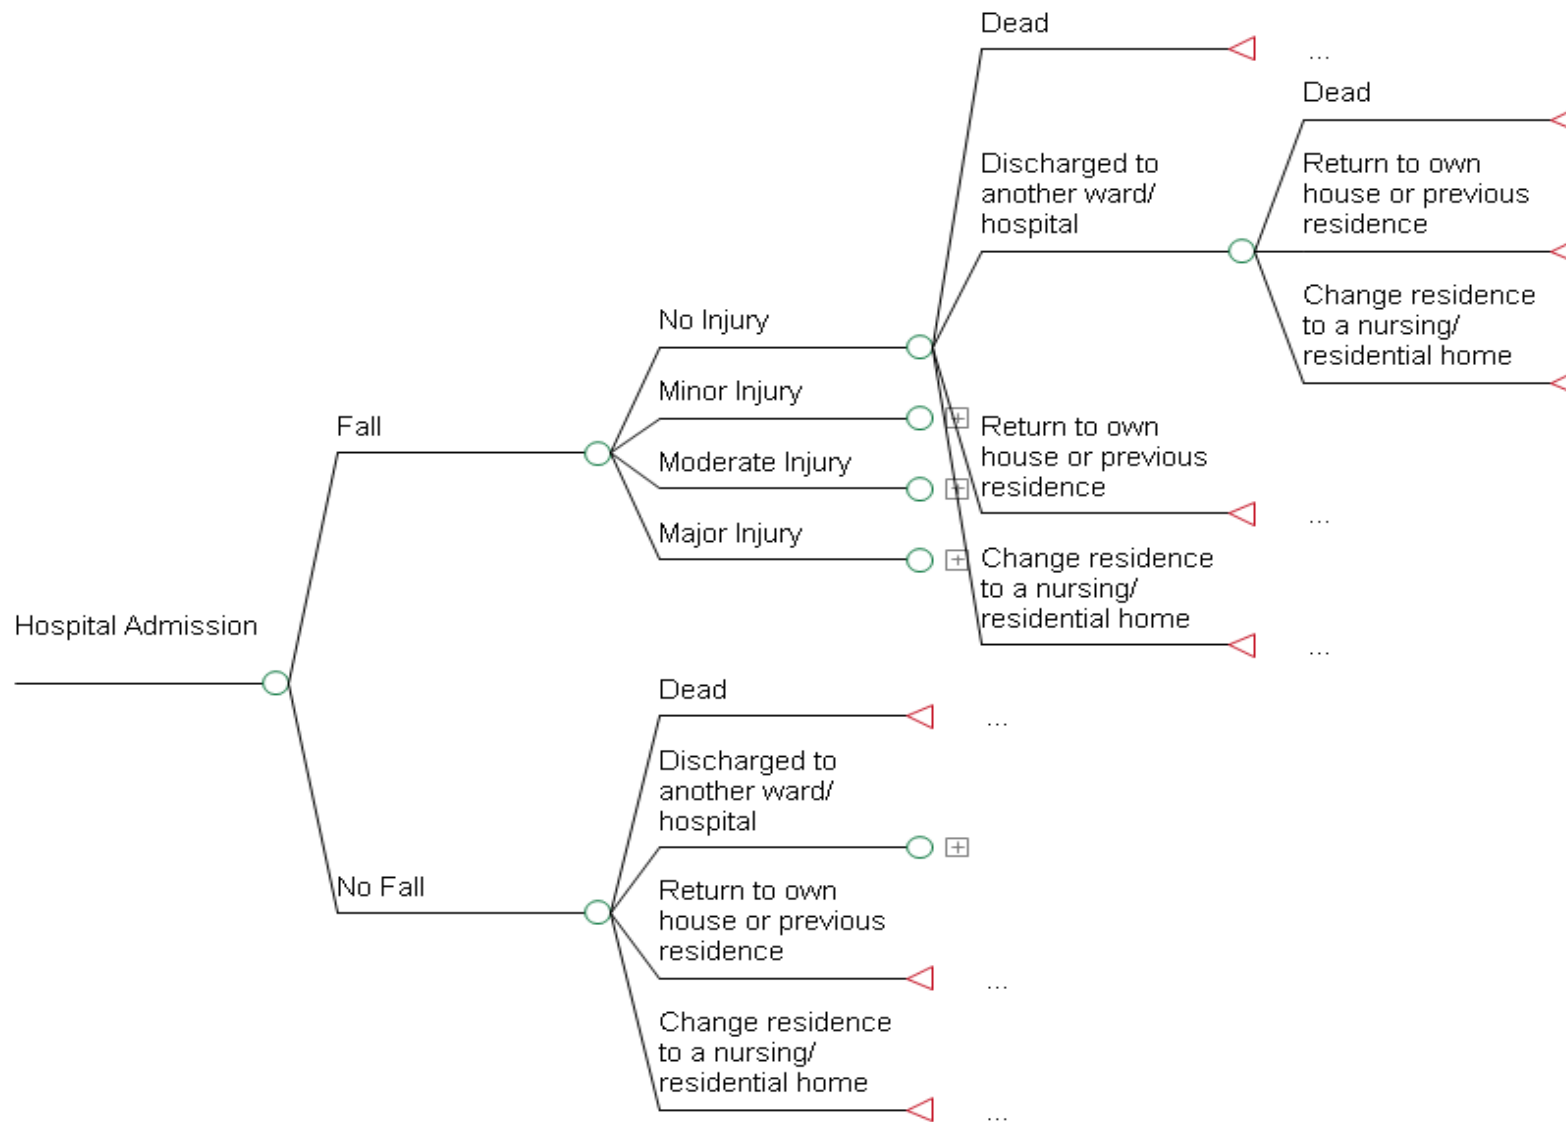 Dead
...
Dead
Discharged to
another ward/
hospital
Return to own
house or previous
residence
Change residence
to a nursing/
residential home
No Injury
Minor Injury
Fall
Return to own
house or previous
residence
Moderate Injury
...
Major Injury
Change residence
to a nursing/
residential home
...
Hospital Admission
Dead
...
Discharged to
another ward/
hospital
No Fall
Return to own
house or previous
residence
...
Change residence
to a nursing/
residential home
...